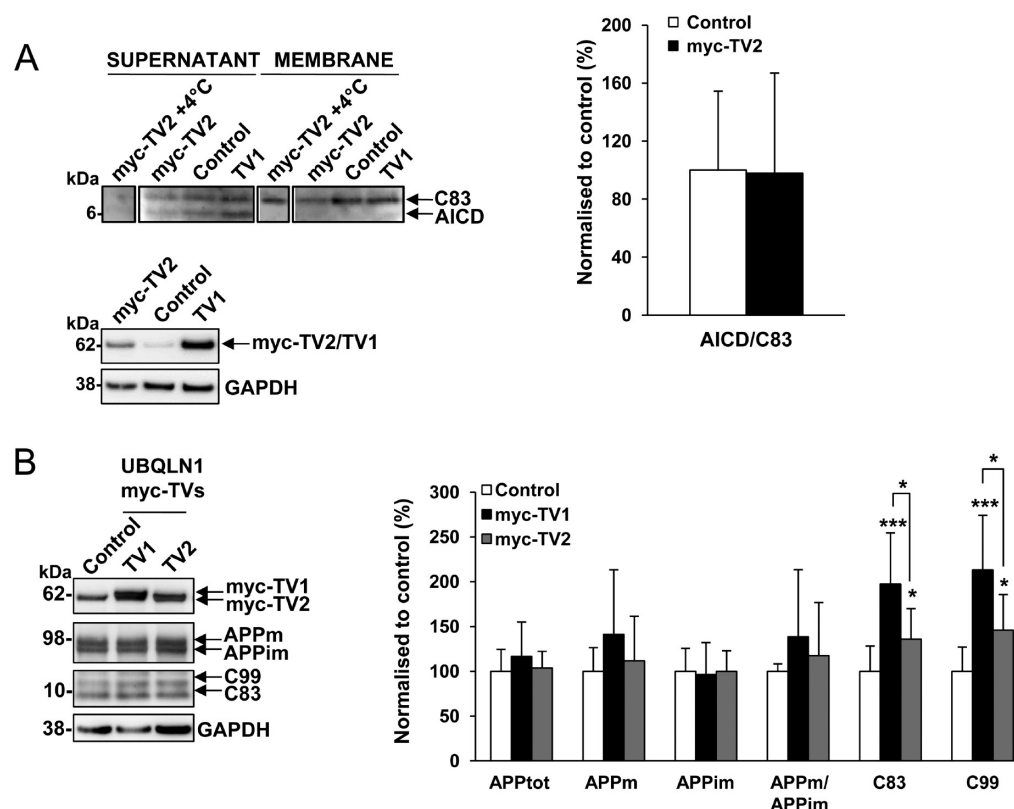 A
SUPERNATANT MEMBRANE
myc-TV2 +4°C
myc-TV2
Control
TV1
myc-TV2 +4°C
myc-TV2
Control
TV1
kDa
C83
6-
AICD
myc-TV2
Control
TV1
kDa
62-
myc-TV2/TV1
38-
GAPDH
Control
myc-TV2
Normalised to control (%)
200
160
120
80
40
0
AICD/C83
B
UBQLN1
myc-TVs
Control
TV1
TV2
kDa
62-
myc-TV1
myc-TV2
98-
APPm
APPim
C99
10-
C83
38-
GAPDH
Control
myc-TV1
myc-TV2
Normalised to control (%)
300
250
200
150
100
50
0
*
***
*
*
***
*
APPtot APPm APPim APPm/ C83 C99
APPim